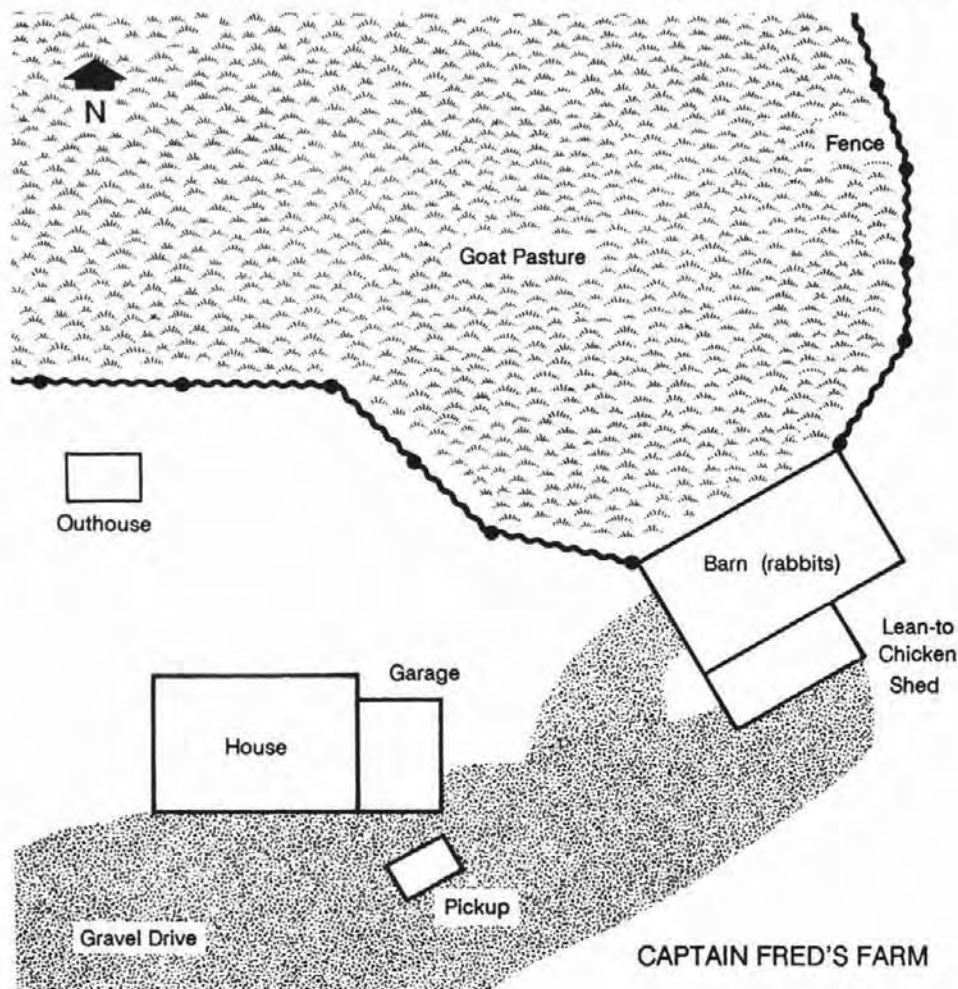 N
Fence
Goat Pasture
Outhouse
Barn (rabbits)
Lean-to
Chicken
Shed
Garage
House
Pickup
Gravel Drive
CAPTAIN FRED'S FARM